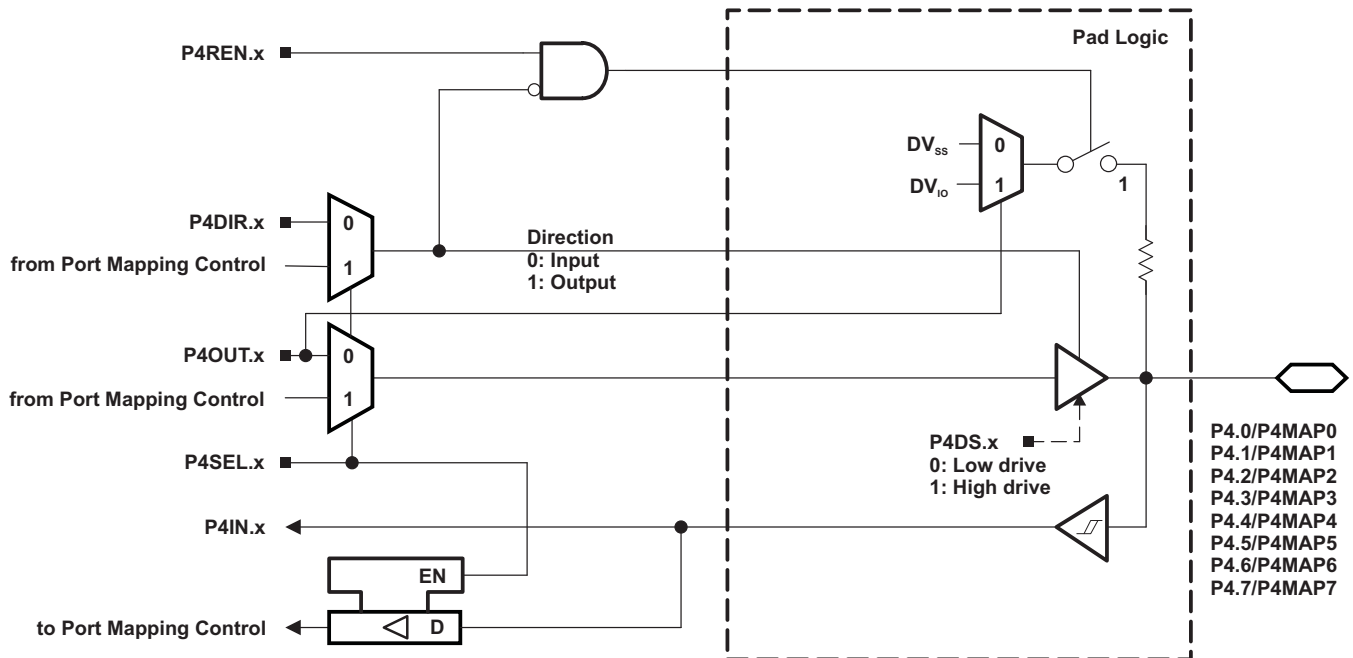 Pad Logic
P4REN.x
DVSS
0
DVIO
1
1
P4DIR.x
0
from Port Mapping Control
1
Direction
0: Input
1: Output
P4OUT.x
0
from Port Mapping Control
1
P4DS.x
0: Low drive
1: High drive
P4SEL.x
P4IN.x
EN
to Port Mapping Control
D
P4.0/P4MAP0
P4.1/P4MAP1
P4.2/P4MAP2
P4.3/P4MAP3
P4.4/P4MAP4
P4.5/P4MAP5
P4.6/P4MAP6
P4.7/P4MAP7